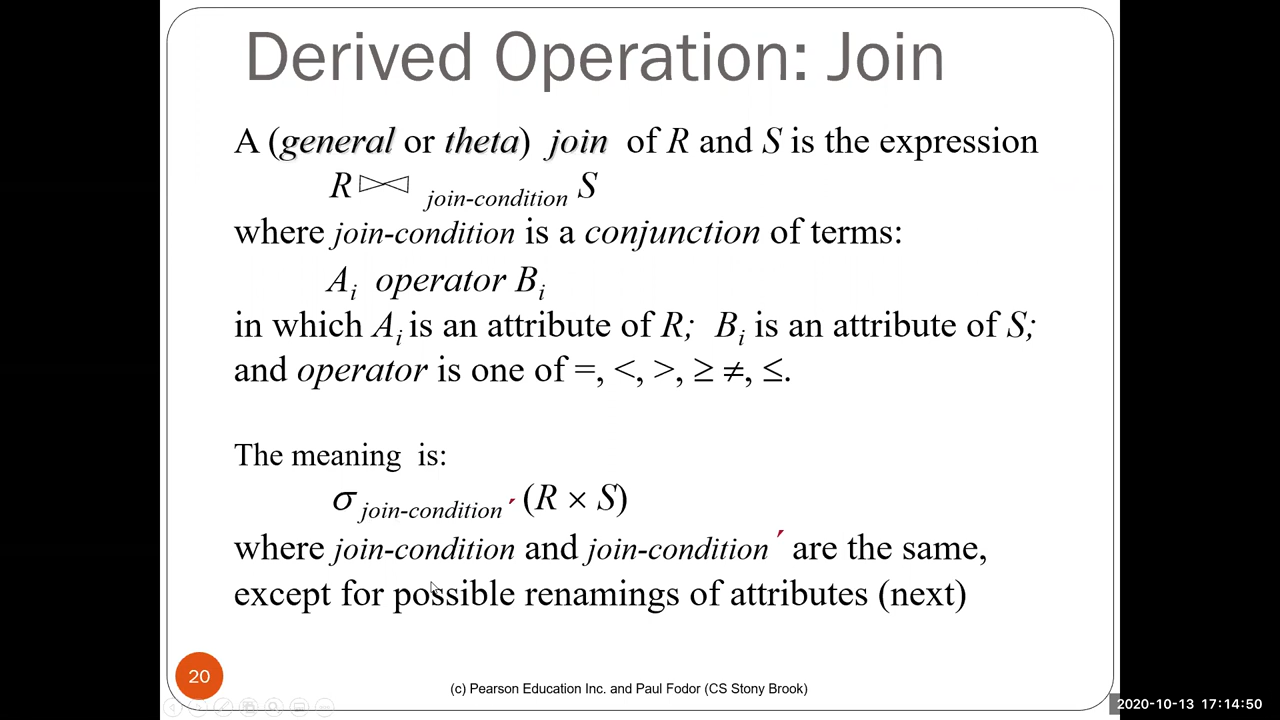 Derived Operation: Join
A (general or theta) join of R and S is the expression
R ⋈ join-condition S
where join-condition is a conjunction of terms:
Ai operator Bi
in which Ai is an attribute of R; Bi is an attribute of S;
and operator is one of =, <, >, ≥ ≠, ≤.
The meaning is:
σ join-condition´ (R × S)
where join-condition and join-condition´ are the same,
except for possible renamings of attributes (next)
20
(c) Pearson Education Inc. and Paul Fodor (CS Stony Brook)
2020-10-13 17:14:50